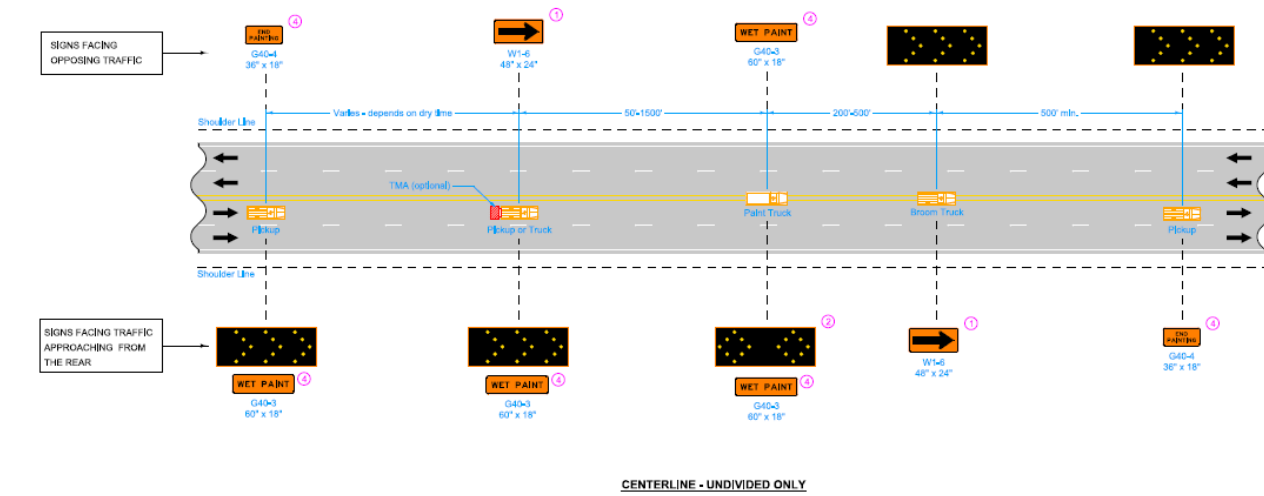 SIGNS FACING
OPPOSING TRAFFIC
4
END
PAINTING
G40-4
36" x 18"
1
W1-6
48" x 24"
4
WET PAINT
G40-3
60" x 18"
Varies - depends on dry time
50'-1500'
200'-500'
500' min.
Shoulder Line
TMA (optional)
Pickup
Pickup or Truck
Paint Truck
Broom Truck
Pickup
Shoulder Line
SIGNS FACING TRAFFIC
APPROACHING FROM
THE REAR
WET PAINT
4
G40-3
60" x 18"
WET PAINT
4
G40-3
60" x 18"
2
WET PAINT
4
G40-3
60" x 18"
1
W1-6
48" x 24"
4
END
PAINTING
G40-4
36" x 18"
CENTERLINE - UNDIVIDED ONLY